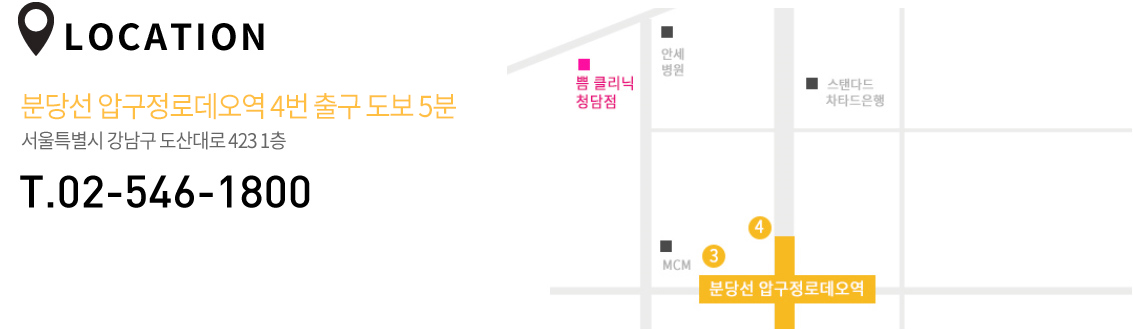 LOCATION
분당선 압구정로데오역 4번 출구 도보 5분
서울특별시 강남구 도산대로 423 1층
T.02-546-1800
안세
병원
쁨 클리닉
청담점
스탠다드
차타드은행
4
3
MCM
분당선 압구정로데오역